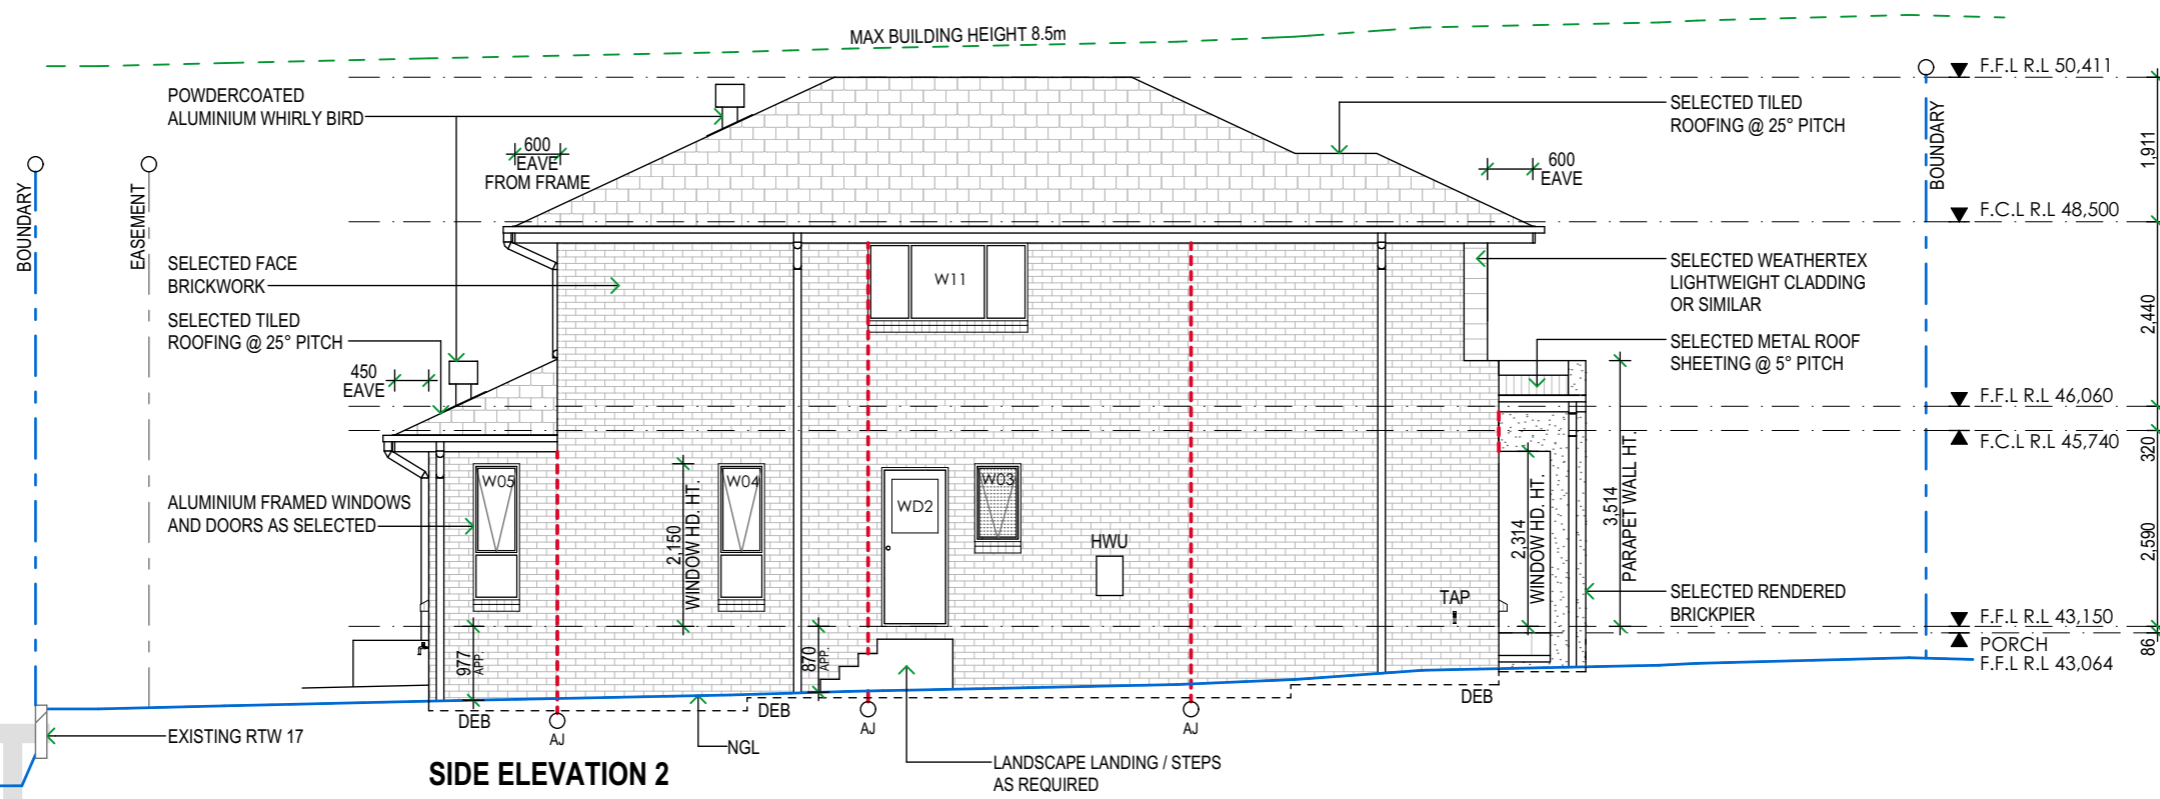 MAX BUILDING HEIGHT 8.5m
F.F.L R.L 50,411
POWDERCOATED
ALUMINIUM WHIRLY BIRD
SELECTED TILED
ROOFING @ 25° PITCH
BOUNDARY
1,911
600
EAVE
FROM FRAME
600
EAVE
BOUNDARY
EASEMENT
F.C.L R.L 48,500
SELECTED FACE
BRICKWORK
W11
SELECTED WEATHERTEX
LIGHTWEIGHT CLADDING
OR SIMILAR
2,440
SELECTED TILED
ROOFING @ 25° PITCH
SELECTED METAL ROOF
SHEETING @ 5° PITCH
450
EAVE
F.F.L R.L 46,060
F.C.L R.L 45,740
320
W05
W04
W03
WD2
ALUMINIUM FRAMED WINDOWS
AND DOORS AS SELECTED
2,150
WINDOW HD. HT.
HWU
2,314
WINDOW HD. HT.
3,514
PARAPET WALL HT.
2,590
TAP
SELECTED RENDERED
BRICKPIER
F.F.L R.L 43,150
PORCH
F.F.L R.L 43,064
86
977
APP.
870
APP.
DEB
DEB
DEB
AJ
AJ
AJ
EXISTING RTW 17
NGL
LANDSCAPE LANDING / STEPS
AS REQUIRED
SIDE ELEVATION 2